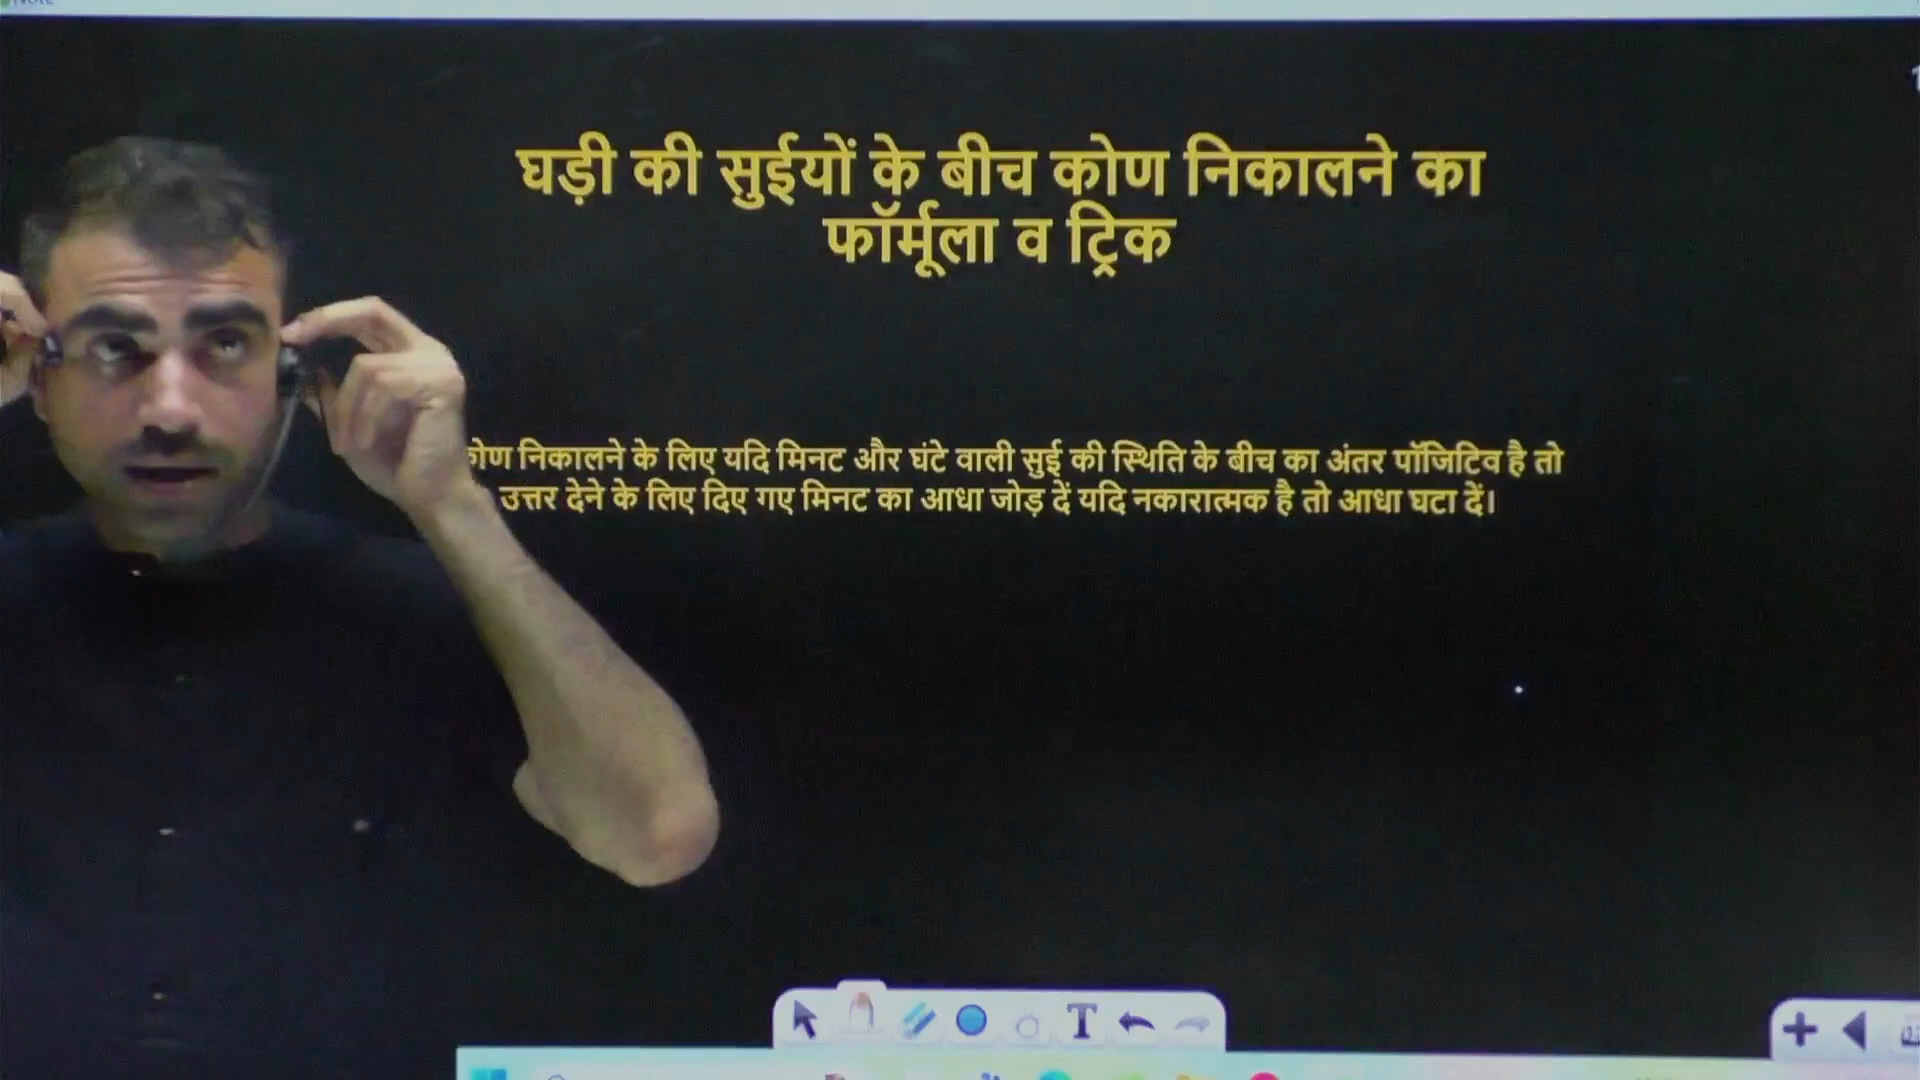 घड़ी की सुईयों के बीच कोण निकालने का
फॉर्मूला व ट्रिक
कोण निकालने के लिए यदि मिनट और घंटे वाली सुई की स्थिति के बीच का अंतर पॉजिटिव है तो
उत्तर देने के लिए दिए गए मिनट का आधा जोड़ दें यदि नकारात्मक है तो आधा घटा दें।
T